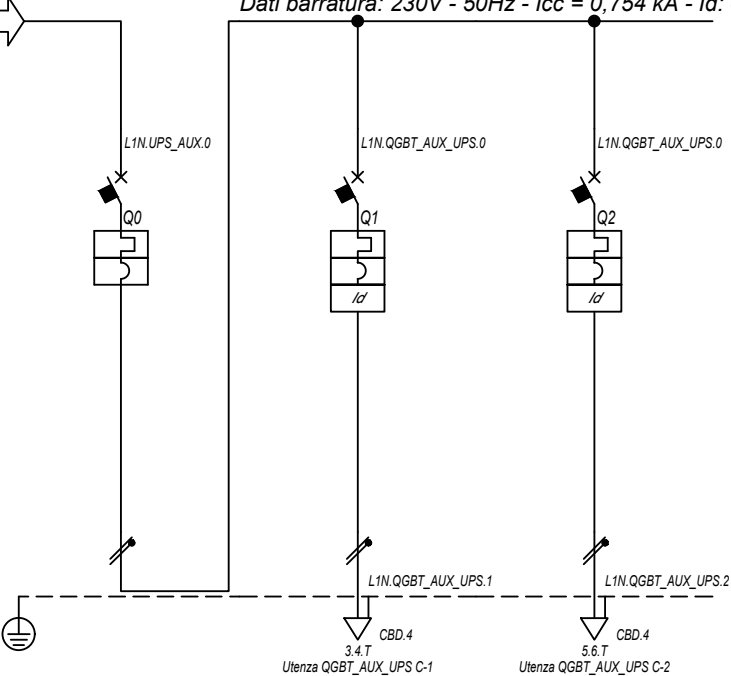 Dati barratura: 230V - 50Hz - Icc = 0,754 kA - Id:
L1N.UPS_AUX.0
L1N.QGBT_AUX_UPS.0
L1N.QGBT_AUX_UPS.0
Q0
Q1
Q2
Id
Id
L1N.QGBT_AUX_UPS.1
L1N.QGBT_AUX_UPS.2
CBD.4
CBD.4
3.4.T
5.6.T
Utenza QGBT_AUX_UPS C-1
Utenza QGBT_AUX_UPS C-2